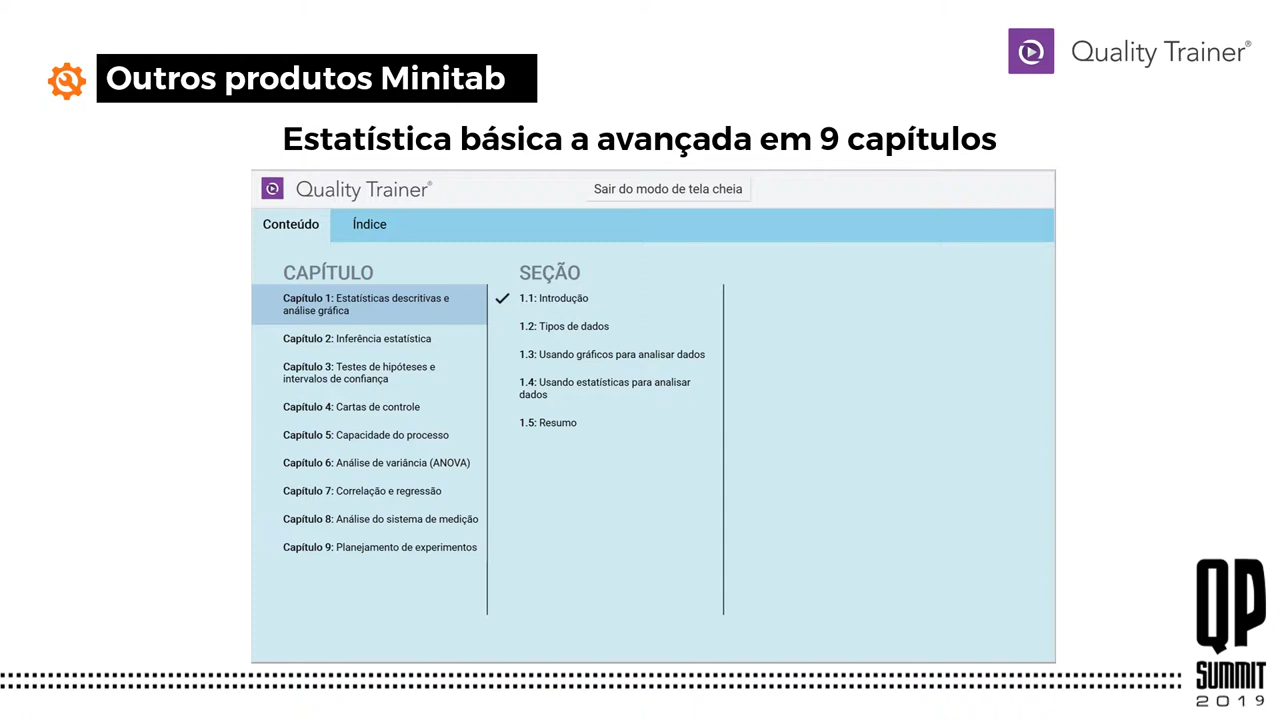 Outros produtos Minitab
Quality Trainer®
Estatística básica a avançada em 9 capítulos
Quality Trainer®
Sair do modo de tela cheia
Conteúdo
Índice
CAPÍTULO
Capítulo 1: Estatísticas descritivas e
análise gráfica
Capítulo 2: Inferência estatística
Capítulo 3: Testes de hipóteses e
intervalos de confiança
Capítulo 4: Cartas de controle
Capítulo 5: Capacidade do processo
Capítulo 6: Análise de variância (ANOVA)
Capítulo 7: Correlação e regressão
Capítulo 8: Análise do sistema de medição
Capítulo 9: Planejamento de experimentos
SEÇÃO
1.1: Introdução
1.2: Tipos de dados
1.3: Usando gráficos para analisar dados
1.4: Usando estatísticas para analisar
dados
1.5: Resumo
QP
SUMMIT
2019